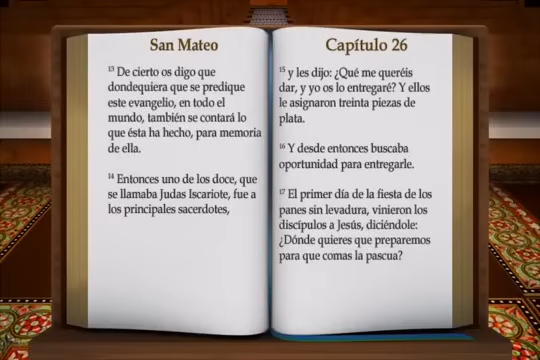 San Mateo
13 De cierto os digo que
dondequiera que se predique
este evangelio, en todo el
mundo, también se contará lo
que ésta ha hecho, para memoria
de ella.
14 Entonces uno de los doce, que
se llamaba Judas Iscariote, fue a
los principales sacerdotes,
Capítulo 26
15 y les dijo: ¿Qué me queréis
dar, y yo os lo entregaré? Y ellos
le asignaron treinta piezas de
plata.
16 Y desde entonces buscaba
oportunidad para entregarle.
17 El primer día de la fiesta de los
panes sin levadura, vinieron los
discípulos a Jesús, diciéndole:
¿Dónde quieres que preparemos
para que comas la pascua?